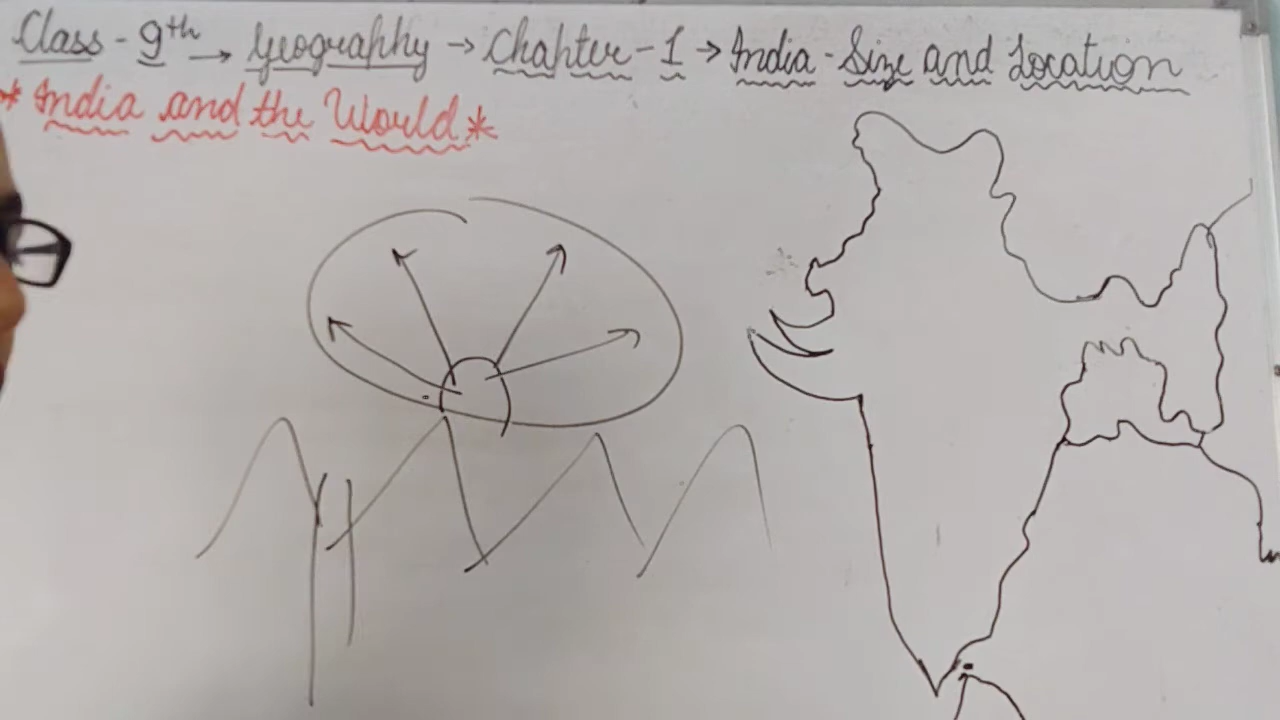 Class - 9th → Geography → Chapter - 1 → India - Size and Location
* India and the World *